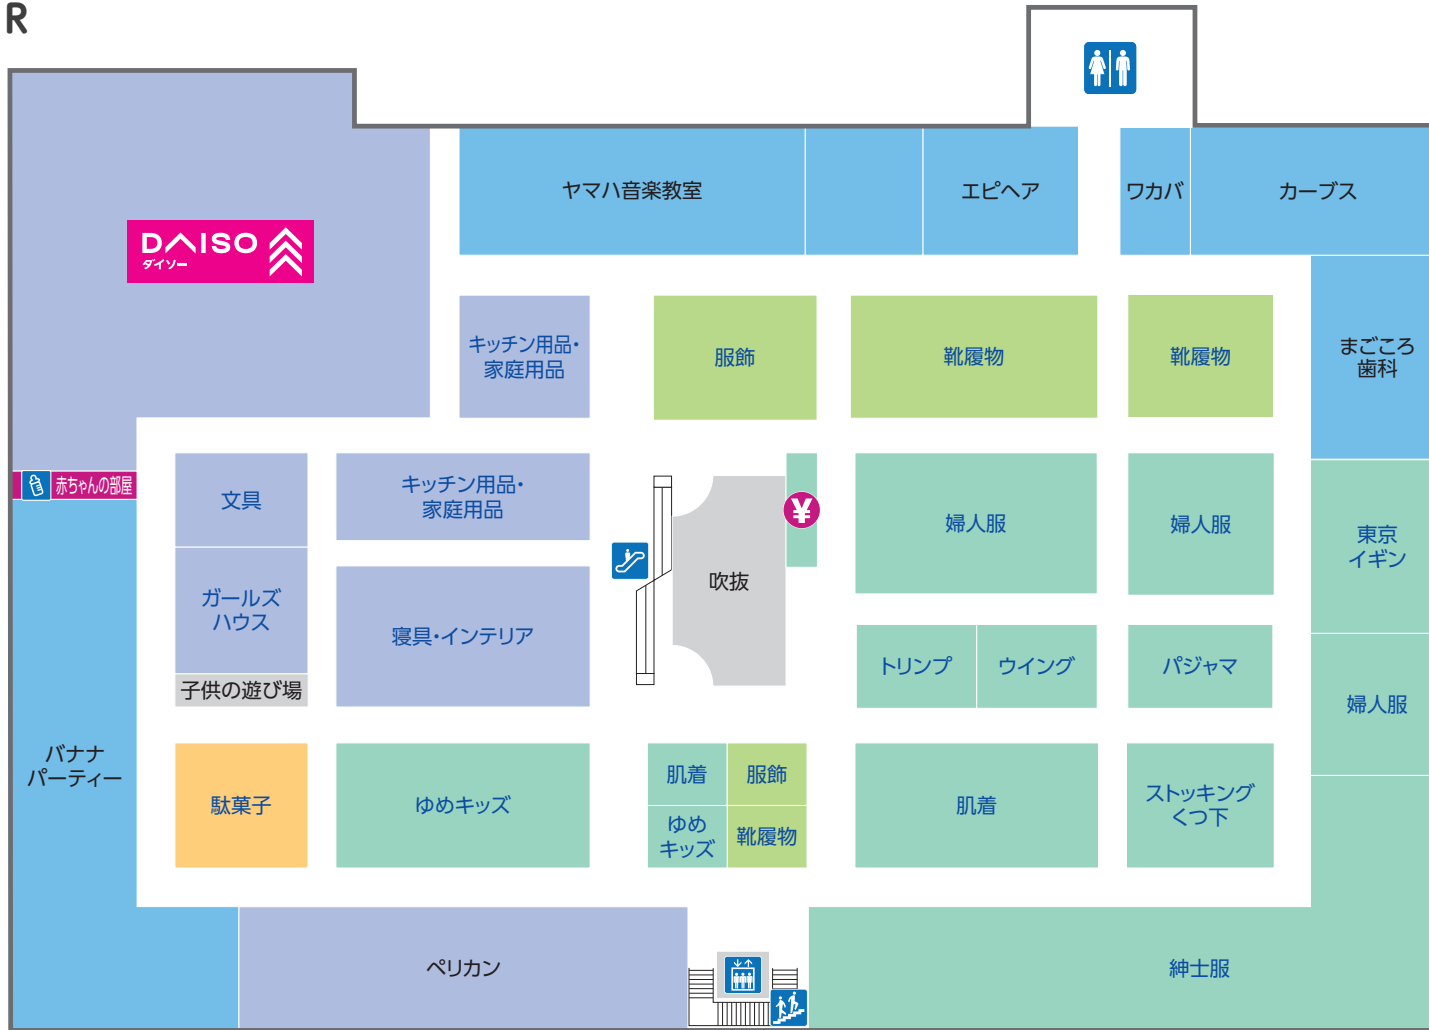 R
ヤマハ音楽教室
エピヘア
ワカバ
カーブス
DAISO
ダイソー
キッチン用品・
家庭用品
服飾
靴履物
靴履物
まごころ
歯科
赤ちゃんの部屋
文具
キッチン用品・
家庭用品
¥
婦人服
婦人服
東京
イギン
吹抜
ガールズ
ハウス
寝具・インテリア
子供の遊び場
トリンプ
ウイング
パジャマ
婦人服
バナナ
パーティー
駄菓子
ゆめキッズ
肌着
服飾
ゆめ
キッズ
靴履物
肌着
ストッキング
くつ下
ペリカン
紳士服